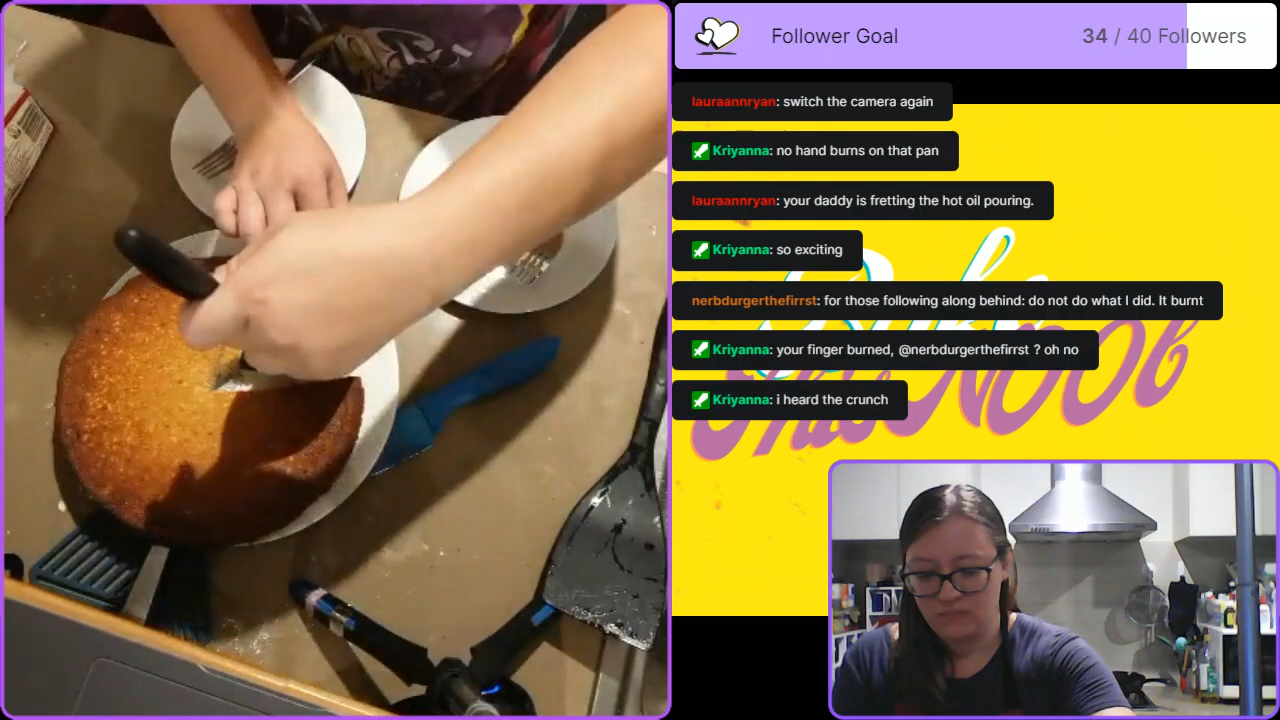 Follower Goal
34 / 40 Followers
lauraannryan: switch the camera again
Kriyanna: no hand burns on that pan
lauraannryan: your daddy is fretting the hot oil pouring.
Kriyanna: so exciting
nerbdurgerthefirrst: for those following along behind: do not do what I did. It burnt
Kriyanna: your finger burned, @nerbdurgerthefirrst ? oh no
Kriyanna: i heard the crunch
NOOb